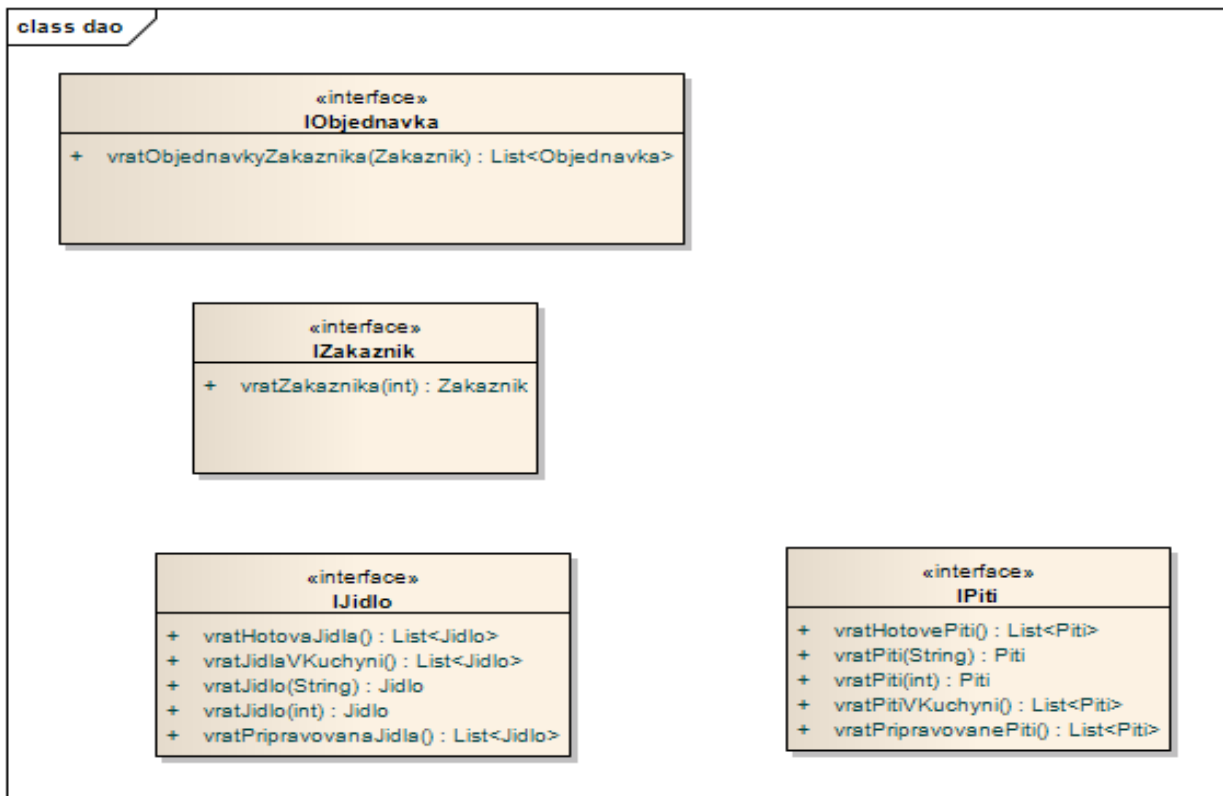 class dao
«interface»
IObjednavka
+ vratObjednavkyZakaznika(Zakaznik) : List<Objednavka>
«interface»
IZakaznik
+ vratZakaznika(int) : Zakaznik
«interface»
IJidlo
+ vratHotovaJidla() : List<Jidlo>
+ vratJidlaVKuchyni() : List<Jidlo>
+ vratJidlo(String) : Jidlo
+ vratJidlo(int) : Jidlo
+ vratPripravovanaJidla() : List<Jidlo>
«interface»
IPiti
+ vratHotovePiti() : List<Piti>
+ vratPiti(String) : Piti
+ vratPiti(int) : Piti
+ vratPitiVKuchyni() : List<Piti>
+ vratPripravovanePiti() : List<Piti>